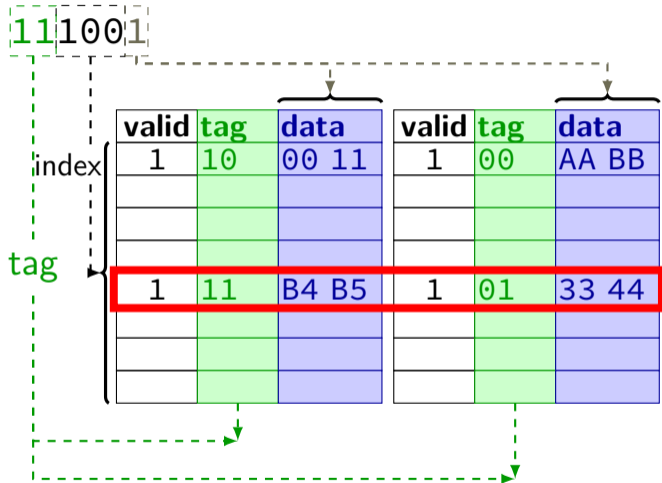 111001
valid tag data valid tag data
index 1 10 00 11 1 00 AA BB
tag
1 11 B4 B5 1 01 33 44